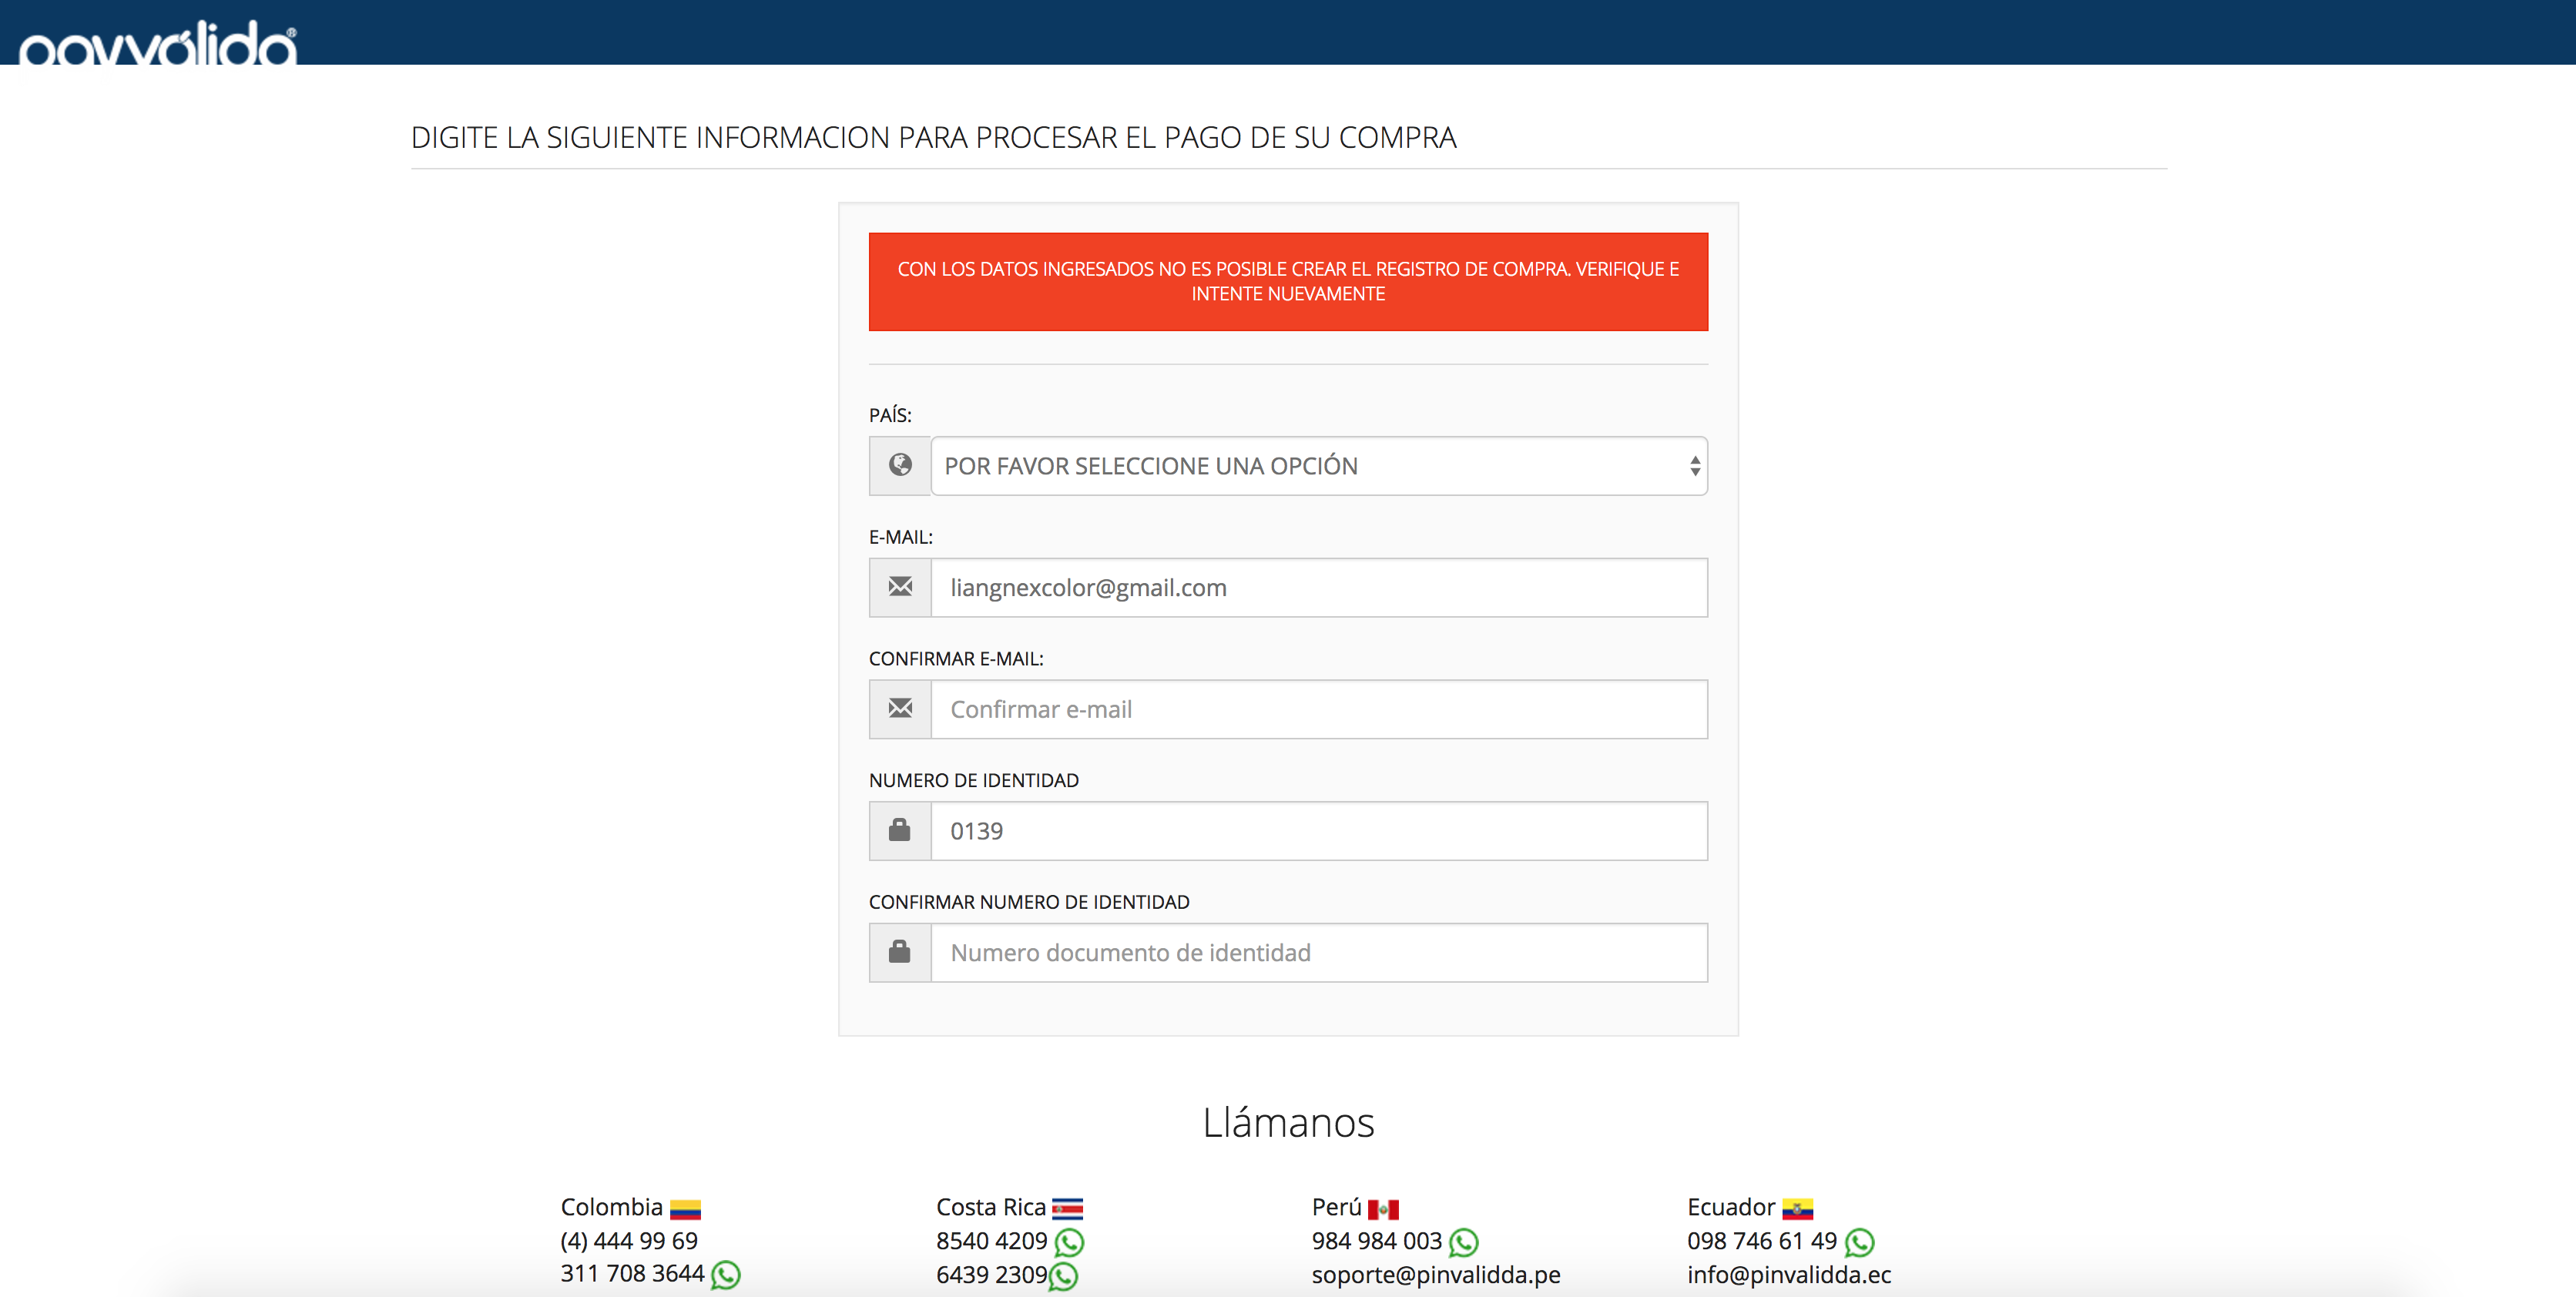 payválida®
DIGITE LA SIGUIENTE INFORMACION PARA PROCESAR EL PAGO DE SU COMPRA
CON LOS DATOS INGRESADOS NO ES POSIBLE CREAR EL REGISTRO DE COMPRA. VERIFIQUE E
INTENTE NUEVAMENTE
PAÍS:
POR FAVOR SELECCIONE UNA OPCIÓN
E-MAIL:
liangnexcolor@gmail.com
CONFIRMAR E-MAIL:
Confirmar e-mail
NUMERO DE IDENTIDAD
0139
CONFIRMAR NUMERO DE IDENTIDAD
Numero documento de identidad
Llámanos
Colombia
(4) 444 99 69
311 708 3644
Costa Rica
8540 4209
6439 2309
Perú
984 984 003
soporte@pinvalidda.pe
Ecuador
098 746 61 49
info@pinvalidda.ec